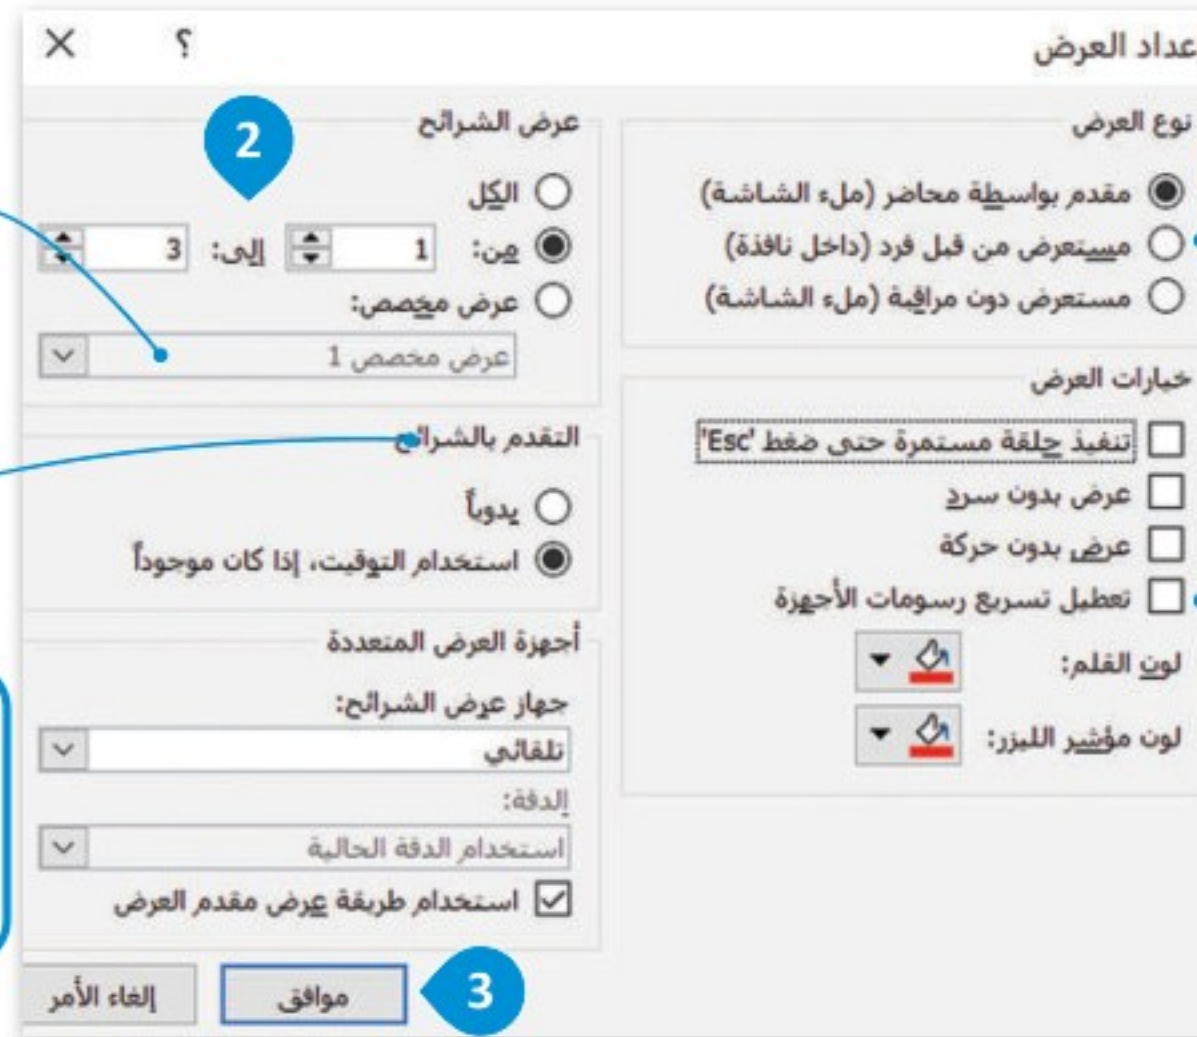 عداد العرض
؟
نوع العرض
مقدم بواسطة محاضر (ملء الشاشة)
مستعرض من قبل فرد (داخل نافذة)
مستعرض دون مراقبة (ملء الشاشة)
خيارات العرض
تنفيذ حلقة مستمرة حتى ضغط 'Esc'
عرض بدون سرد
عرض بدون حركة
تعطيل تسريع رسومات الأجهزة
لون القلم:
لون مؤشر الليزر:
2
عرض الشرائح
الكل
من: 1 إلى: 3
عرض مخصص:
عرض مخصص 1
التقدم بالشرائح
يدوياً
استخدام التوقيت، إذا كان موجوداً
أجهزة العرض المتعددة
جهاز عرض الشرائح:
تلقائي
الدقة:
استخدام الدقة الحالية
استخدام طريقة عرض مقدم العرض
3
موافق
إلغاء الأمر